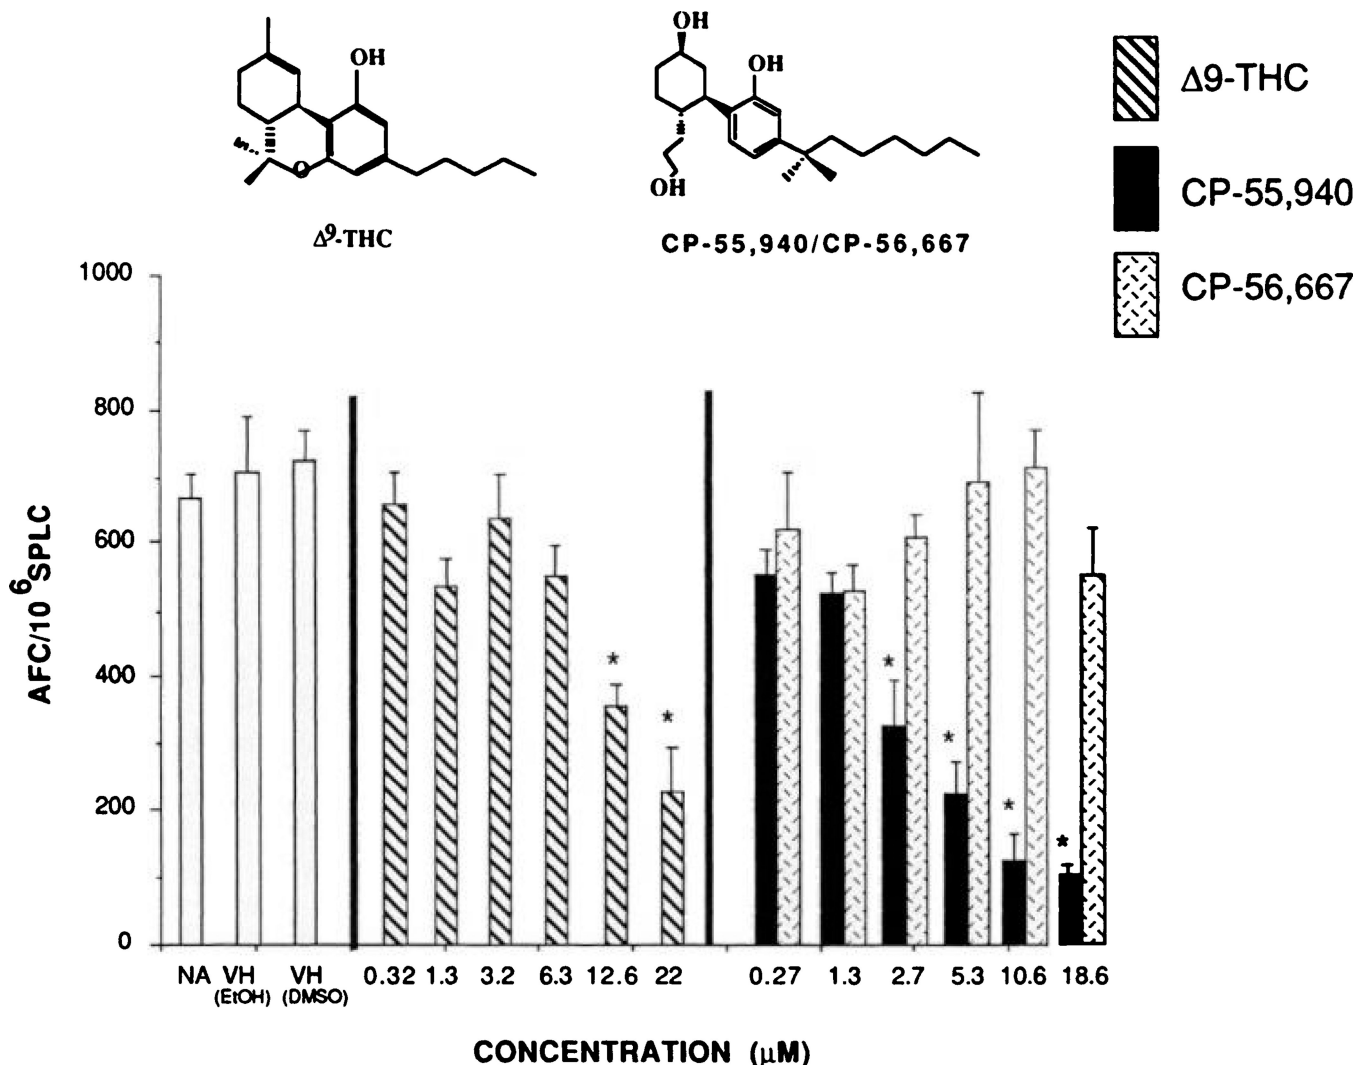 OH
O
Δ⁹-THC
OH
OH
OH
CP-55,940/CP-56,667
Δ9-THC
CP-55,940
CP-56,667
1000
800
600
400
200
0
AFC/10⁶SPLC
* * * * * *
NA VH VH 0.32 1.3 3.2 6.3 12.6 22 0.27 1.3 2.7 5.3 10.6 18.6
(EtOH) (DMSO)
CONCENTRATION (μM)